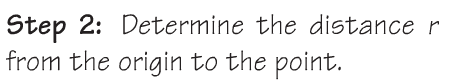 Step 2: Determine the distance r
from the origin to the point.